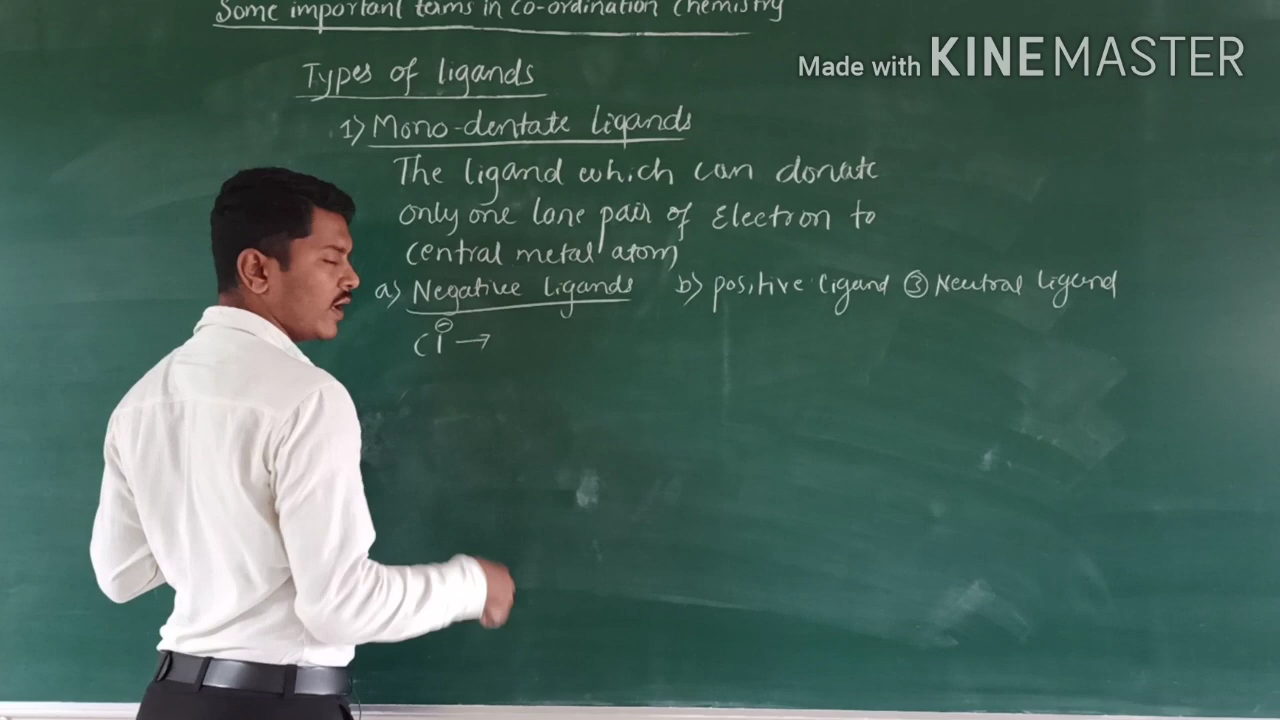 Some important terms in co-ordination chemistry
Made with KINEMASTER
Types of ligands
1) Mono-dentate Ligands
The ligand which can donate
only one lone pair of Electron to
central metal atom
a) Negative ligands b) positive ligand ③ Neutral ligand
Cl⊖ →